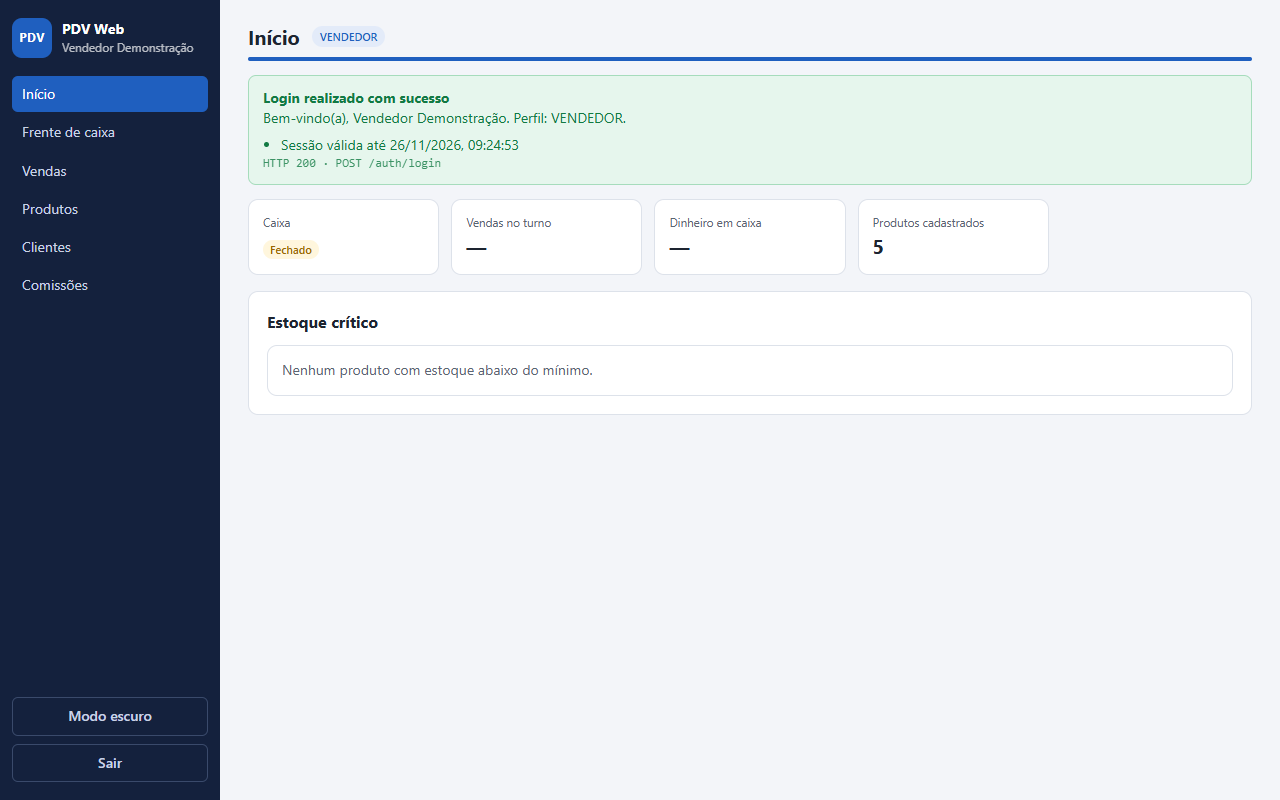 PDV
PDV Web
Vendedor Demonstração
Início
Frente de caixa
Vendas
Produtos
Clientes
Comissões
Modo escuro
Sair
Início VENDEDOR
Login realizado com sucesso
Bem-vindo(a), Vendedor Demonstração. Perfil: VENDEDOR.
• Sessão válida até 26/11/2026, 09:24:53
HTTP 200 · POST /auth/login
Caixa
Fechado
Vendas no turno
—
Dinheiro em caixa
—
Produtos cadastrados
5
Estoque crítico
Nenhum produto com estoque abaixo do mínimo.